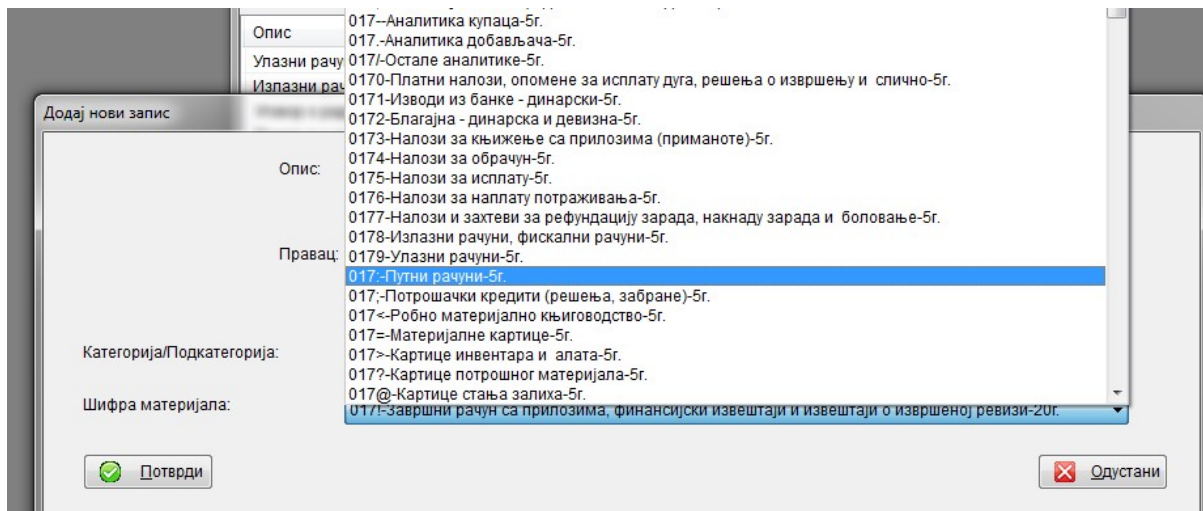 017--Аналитика купаца-5г.
Опис
017.-Аналитика добављача-5г.
Улазни рачу
017/-Остале аналитике-5г.
Излазни рач
0170-Платни налози, опомене за исплату дуга, решења о извршењу и слично-5г.
0171-Изводи из банке - динарски-5г.
Додај нови запис
0172-Благајна - динарска и девизна-5г.
0173-Налози за књижење са прилозима (приманоте)-5г.
0174-Налози за обрачун-5г.
Опис:
0175-Налози за исплату-5г.
0176-Налози за наплату потраживања-5г.
0177-Налози и захтеви за рефундацију зарада, накнаду зарада и боловање-5г.
0178-Излазни рачуни, фискални рачуни-5г.
Правац:
0179-Улазни рачуни-5г.
017:-Путни рачуни-5г.
017;-Потрошачки кредити (решења, забране)-5г.
017<-Робно материјално књиговодство-5г.
017=-Материјалне картице-5г.
Категорија/Подкатегорија:
017>-Картице инвентара и алата-5г.
017?-Картице потрошног материјала-5г.
017@-Картице стања залиха-5г.
Шифра материјала:
017!-Завршни рачун са прилозима, финансијски извештаји и извештаји о извршеној ревизи-20г.
Потврди
Одустани